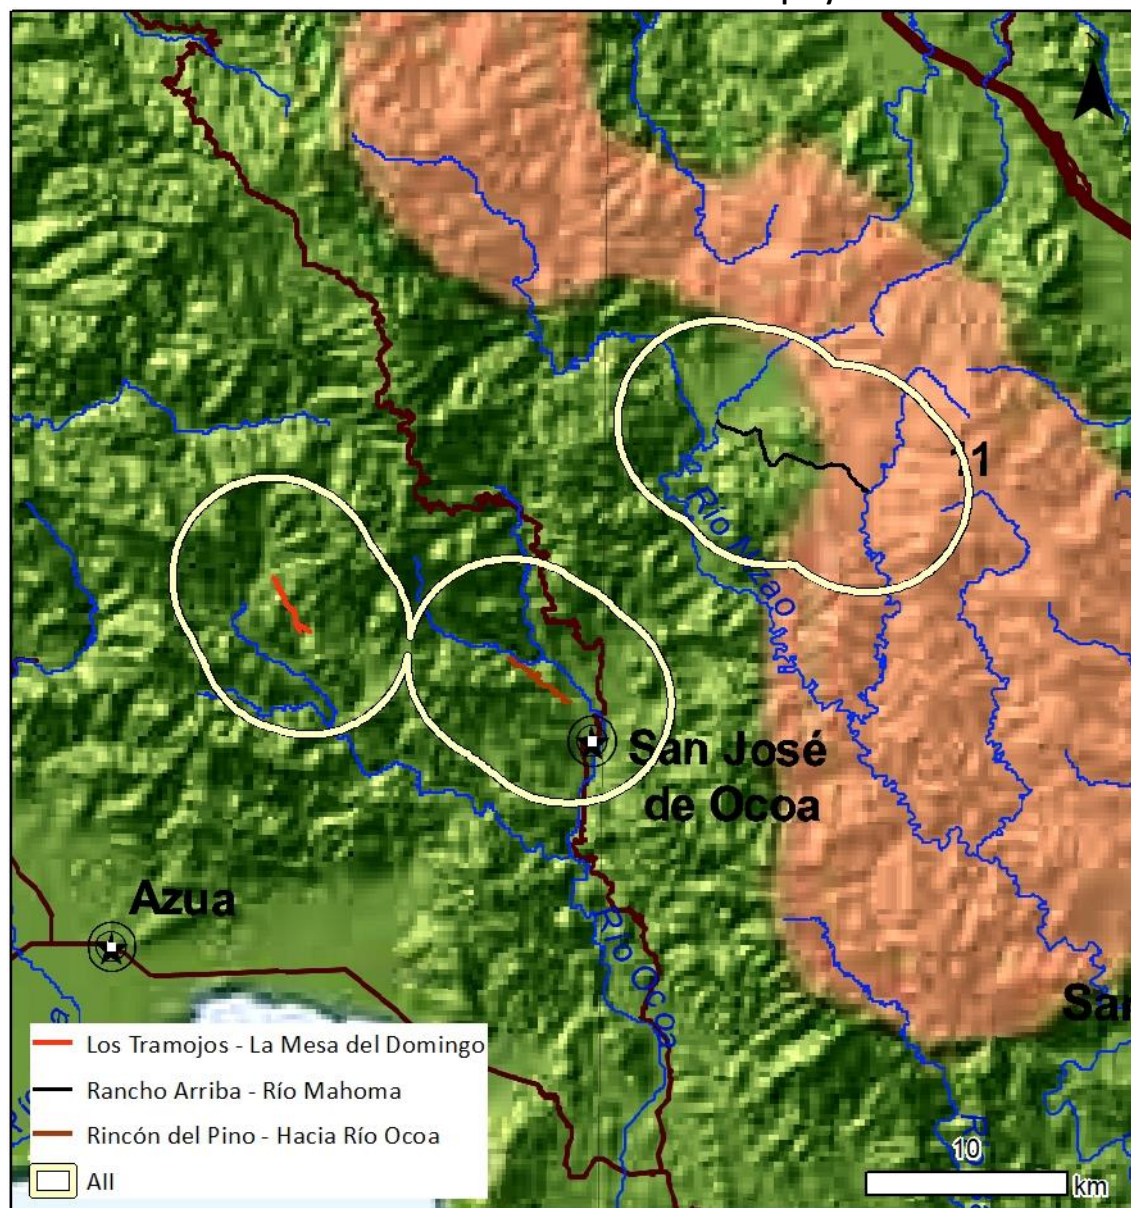 11
Río Nizao
San José
de Ocoa
Azua
Río Ocoa
San
Los Tramojos - La Mesa del Domingo
Rancho Arriba - Río Mahoma
Rincón del Pino - Hacia Río Ocoa
All
10
km